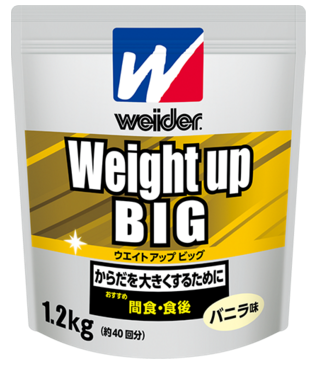 W
weider.
Weight up
BIG
ウエイト アップ ビッグ
からだを大きくするために
おすすめ 間食・食後
1.2kg (約40回分)
バニラ味